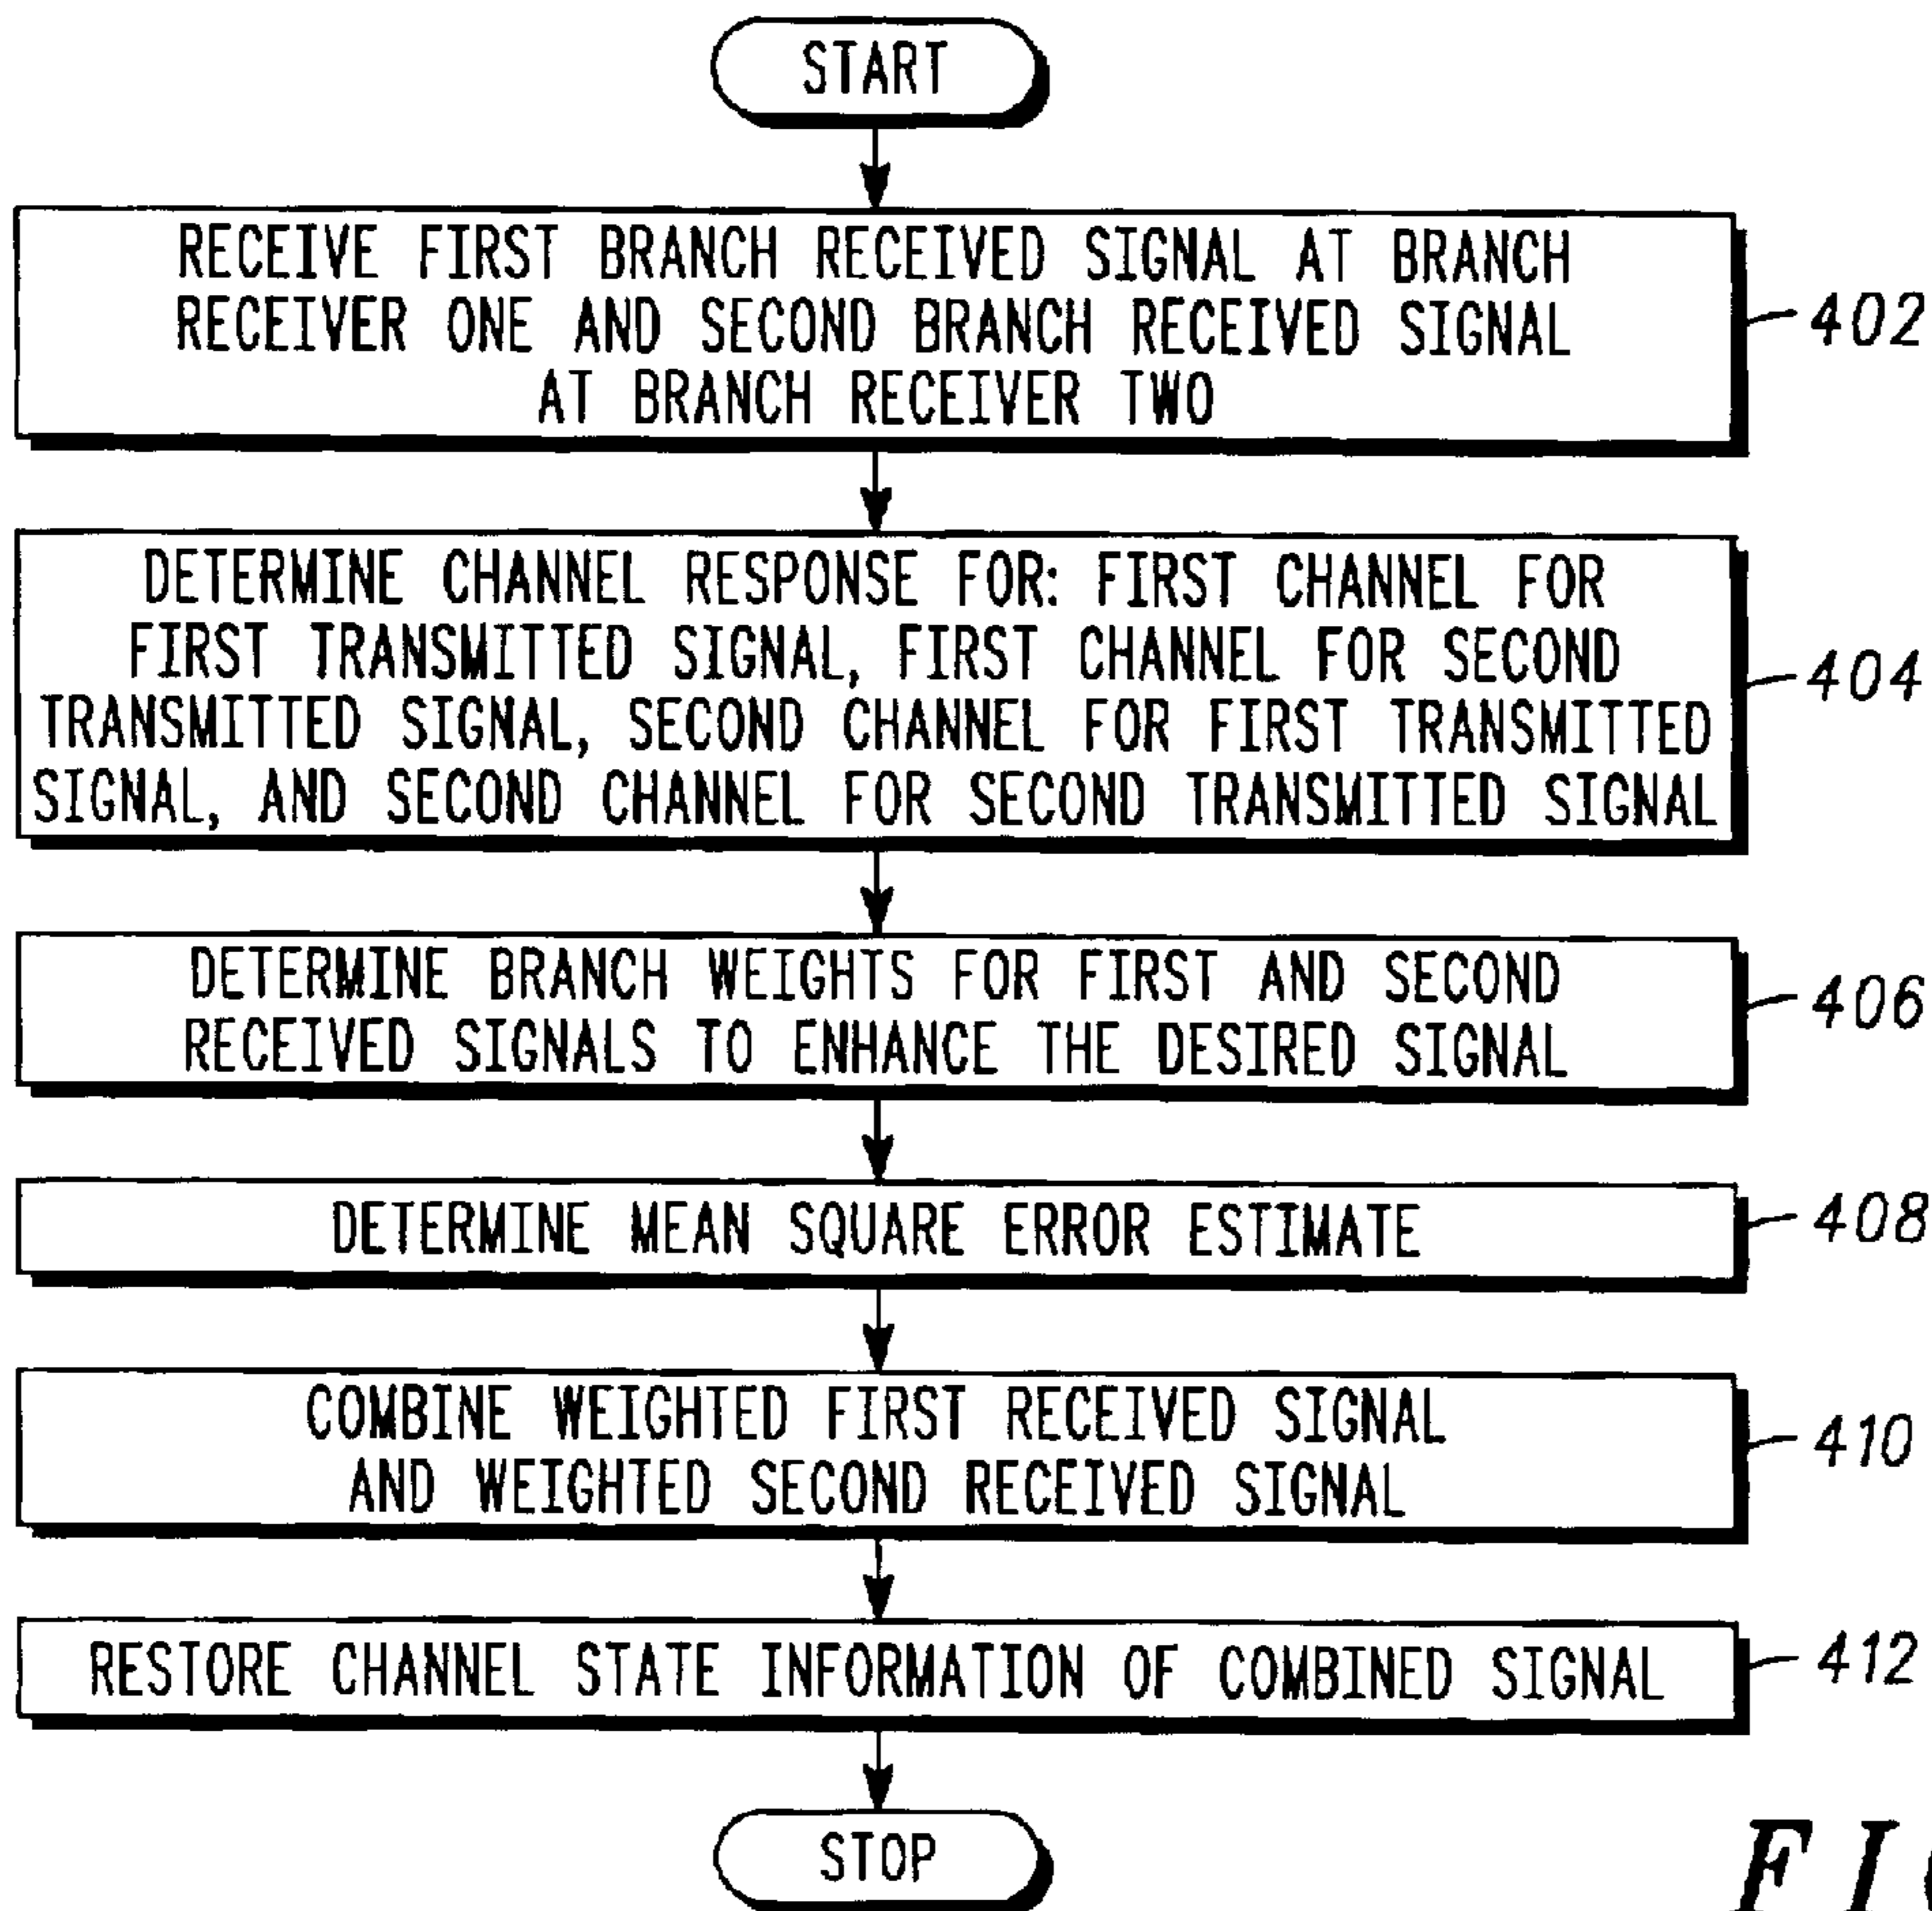 START
RECEIVE FIRST BRANCH RECEIVED SIGNAL AT BRANCH
RECEIVER ONE AND SECOND BRANCH RECEIVED SIGNAL
AT BRANCH RECEIVER TWO
402
DETERMINE CHANNEL RESPONSE FOR: FIRST CHANNEL FOR
FIRST TRANSMITTED SIGNAL, FIRST CHANNEL FOR SECOND
TRANSMITTED SIGNAL, SECOND CHANNEL FOR FIRST TRANSMITTED
SIGNAL, AND SECOND CHANNEL FOR SECOND TRANSMITTED SIGNAL
404
DETERMINE BRANCH WEIGHTS FOR FIRST AND SECOND
RECEIVED SIGNALS TO ENHANCE THE DESIRED SIGNAL
406
DETERMINE MEAN SQUARE ERROR ESTIMATE
408
COMBINE WEIGHTED FIRST RECEIVED SIGNAL
AND WEIGHTED SECOND RECEIVED SIGNAL
410
RESTORE CHANNEL STATE INFORMATION OF COMBINED SIGNAL
412
STOP